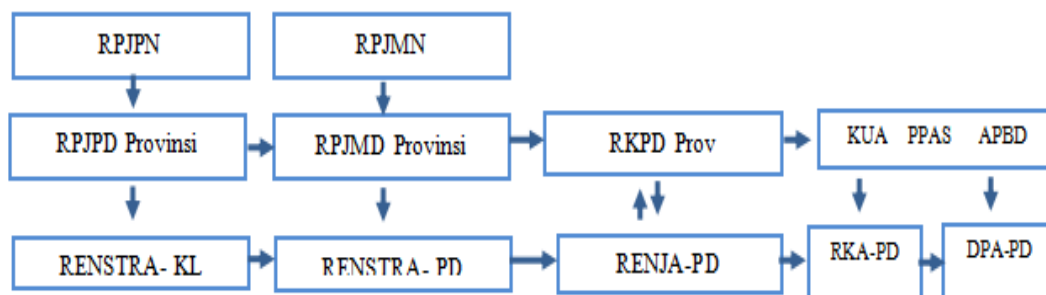 RPJPN
RPJMN
RPJPD Provinsi
RPJMD Provinsi
RKPD Prov
KUA PPAS APBD
RENSTRA- KL
RENSTRA- PD
RENJA-PD
RKA-PD
DPA-PD